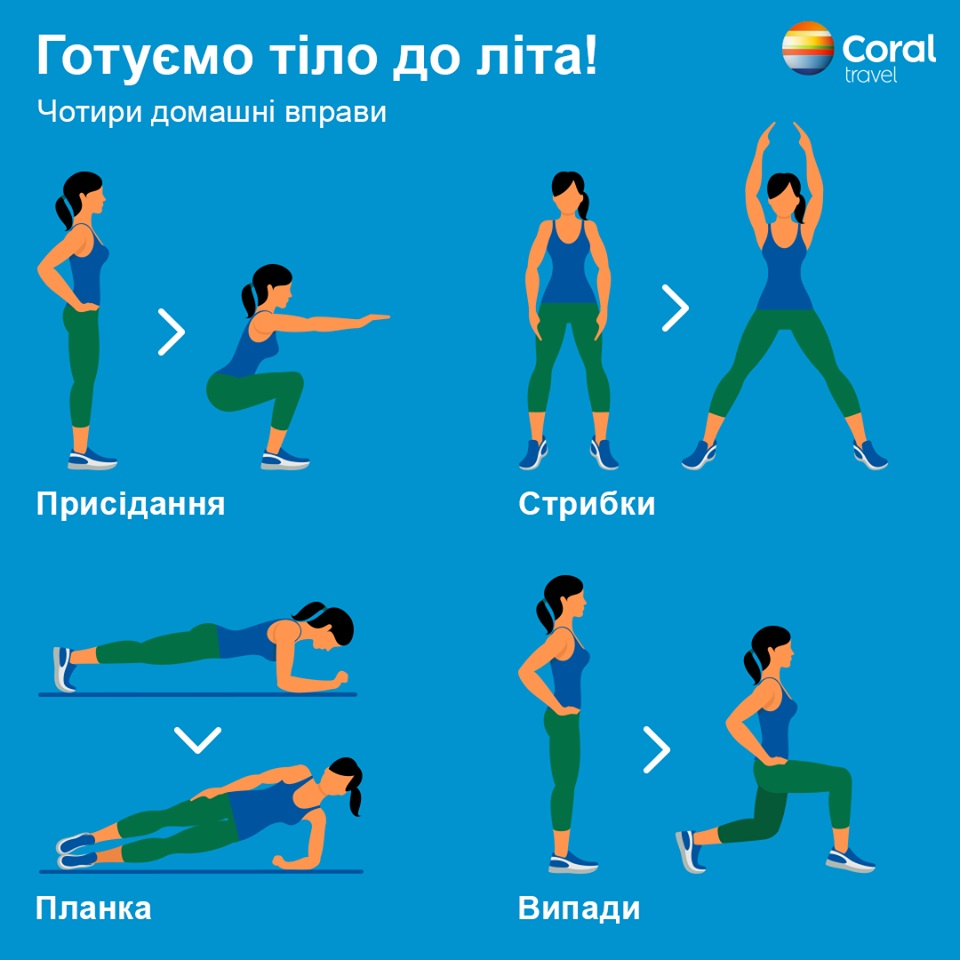 Готуємо тіло до літа!
Чотири домашні вправи
Coral
travel
Присідання
Стрибки
Планка
Випади